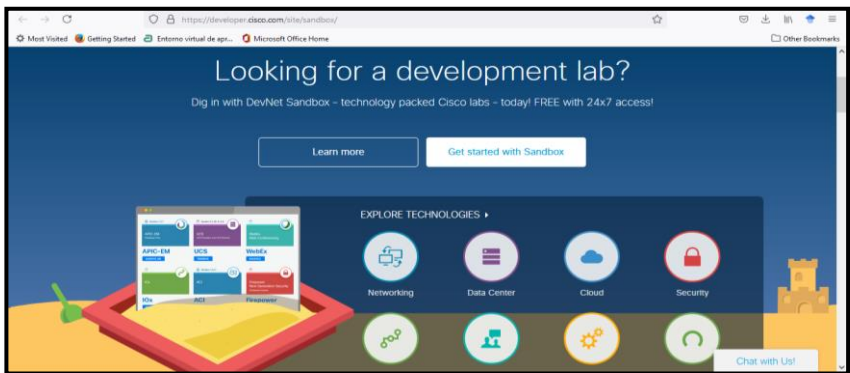 https://developer.cisco.com/site/sandbox/
Most Visited Getting Started Entorno virtual de apr... Microsoft Office Home Other Bookmarks
Looking for a development lab?
Dig in with DevNet Sandbox - technology packed Cisco labs - today! FREE with 24x7 access!
Learn more Get started with Sandbox
EXPLORE TECHNOLOGIES
APIC-EM UCS WebEx
Networking Data Center Cloud Security
IOs ACI Firepower
Chat with Us!